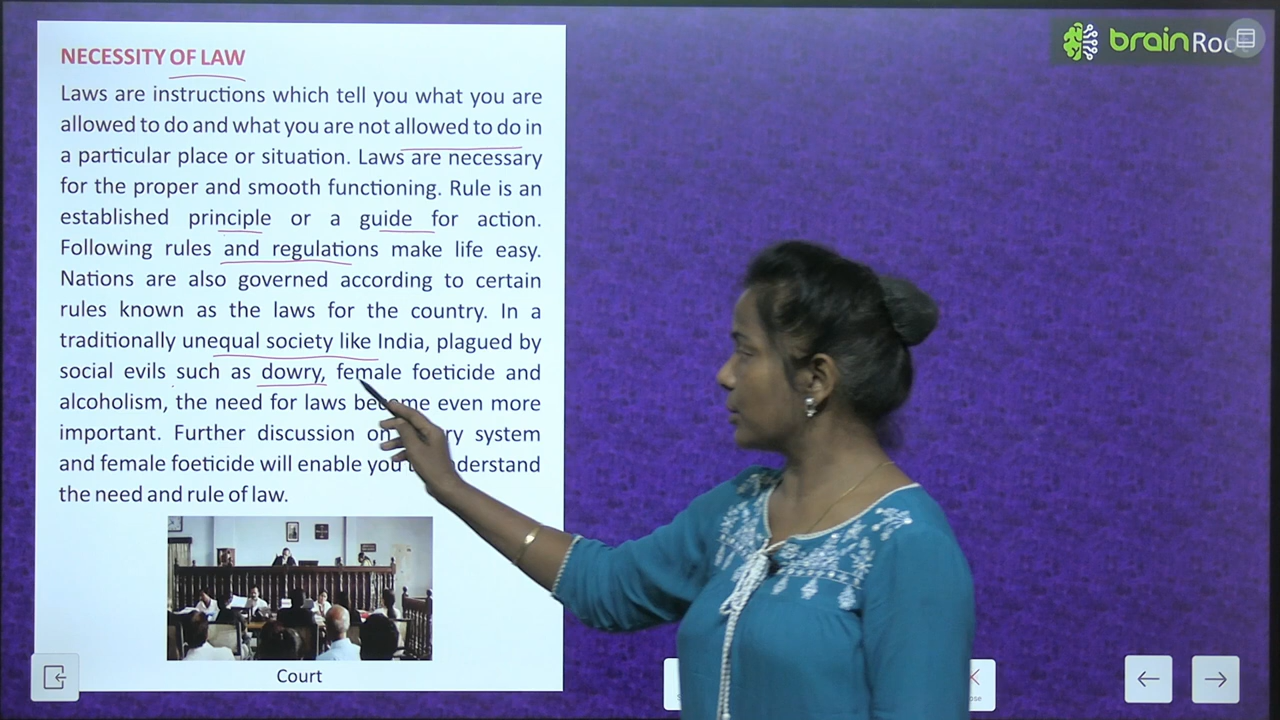 NECESSITY OF LAW
Laws are instructions which tell you what you are
allowed to do and what you are not allowed to do in
a particular place or situation. Laws are necessary
for the proper and smooth functioning. Rule is an
established principle or a guide for action.
Following rules and regulations make life easy.
Nations are also governed according to certain
rules known as the laws for the country. In a
traditionally unequal society like India, plagued by
social evils such as dowry, female foeticide and
alcoholism, the need for laws become even more
important. Further discussion on system
and female foeticide will enable you understand
the need and rule of law.
Court
brainRoot